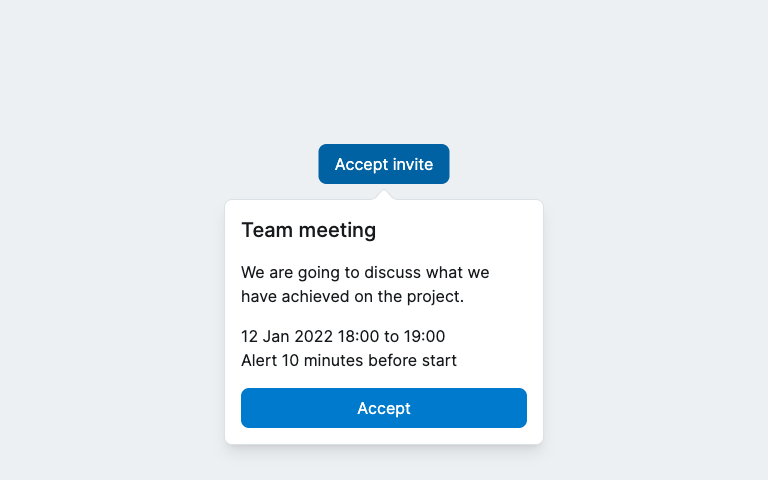 Accept invite
Team meeting
We are going to discuss what we
have achieved on the project.
12 Jan 2022 18:00 to 19:00
Alert 10 minutes before start
Accept